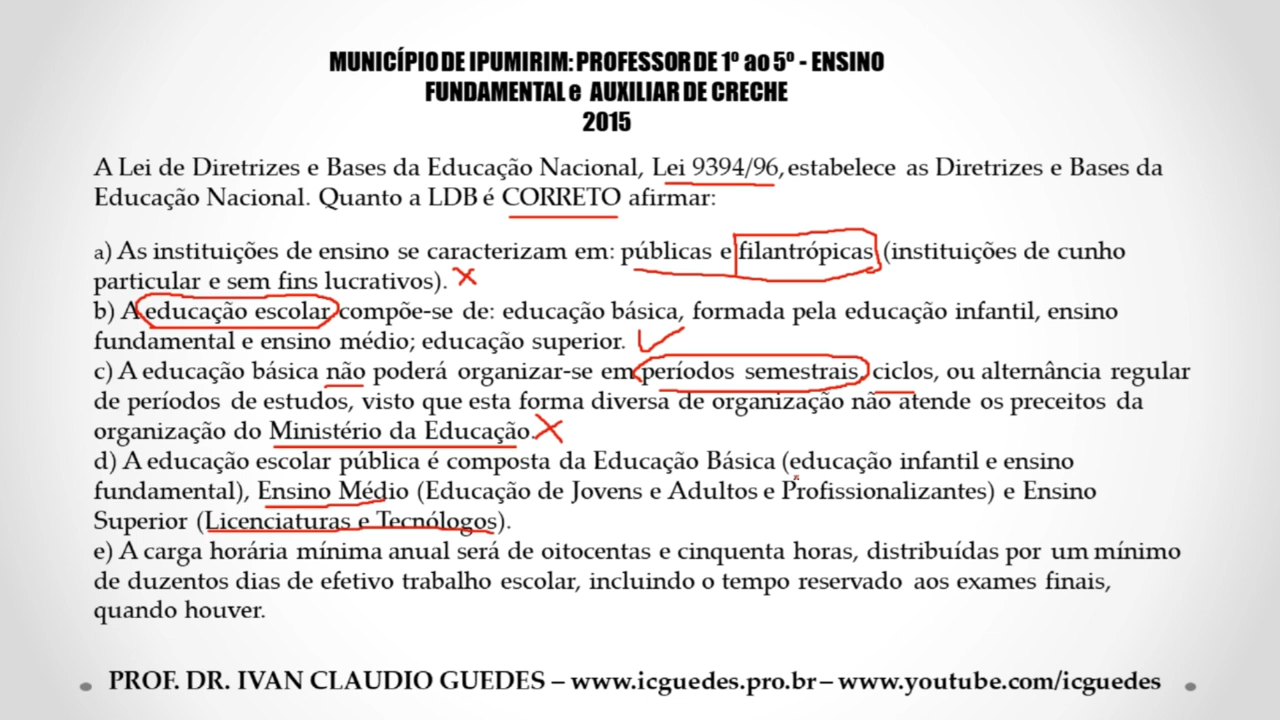 MUNICÍPIO DE IPUMIRIM: PROFESSOR DE 1º ao 5º - ENSINO
FUNDAMENTAL e AUXILIAR DE CRECHE
2015
A Lei de Diretrizes e Bases da Educação Nacional, Lei 9394/96, estabelece as Diretrizes e Bases da
Educação Nacional. Quanto a LDB é CORRETO afirmar:
a) As instituições de ensino se caracterizam em: públicas e filantrópicas (instituições de cunho
particular e sem fins lucrativos).
b) A educação escolar compõe-se de: educação básica, formada pela educação infantil, ensino
fundamental e ensino médio; educação superior.
c) A educação básica não poderá organizar-se em períodos semestrais, ciclos, ou alternância regular
de períodos de estudos, visto que esta forma diversa de organização não atende os preceitos da
organização do Ministério da Educação.
d) A educação escolar pública é composta da Educação Básica (educação infantil e ensino
fundamental), Ensino Médio (Educação de Jovens e Adultos e Profissionalizantes) e Ensino
Superior (Licenciaturas e Tecnólogos).
e) A carga horária mínima anual será de oitocentas e cinquenta horas, distribuídas por um mínimo
de duzentos dias de efetivo trabalho escolar, incluindo o tempo reservado aos exames finais,
quando houver.
PROF. DR. IVAN CLAUDIO GUEDES – www.icguedes.pro.br – www.youtube.com/icguedes